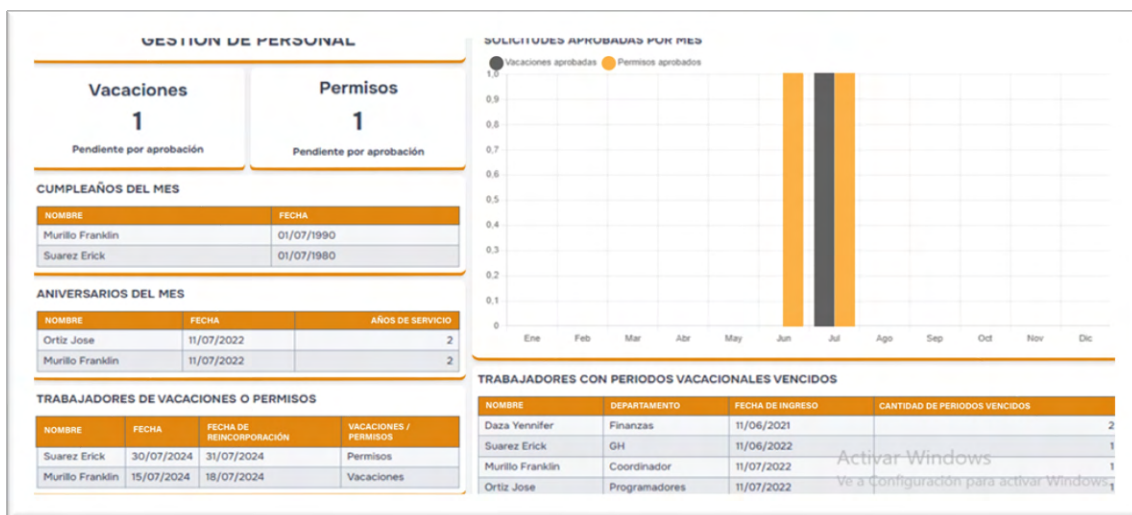 GESTIÓN DE PERSONAL
Vacaciones
1
Pendiente por aprobación
Permisos
1
Pendiente por aprobación
CUMPLEAÑOS DEL MES
NOMBRE FECHA
Murillo Franklin 01/07/1990
Suarez Erick 01/07/1980
ANIVERSARIOS DEL MES
NOMBRE FECHA AÑOS DE SERVICIO
Ortiz Jose 11/07/2022 2
Murillo Franklin 11/07/2022 2
TRABAJADORES DE VACACIONES O PERMISOS
NOMBRE FECHA FECHA DE REINCORPORACIÓN VACACIONES / PERMISOS
Suarez Erick 30/07/2024 31/07/2024 Permisos
Murillo Franklin 15/07/2024 18/07/2024 Vacaciones
SOLICITUDES APROBADAS POR MES
Vacaciones aprobadas Permisos aprobados
1,0
0,9
0,8
0,7
0,6
0,5
0,4
0,3
0,2
0,1
0
Ene Feb Mar Abr May Jun Jul Ago Sep Oct Nov Dic
TRABAJADORES CON PERIODOS VACACIONALES VENCIDOS
NOMBRE DEPARTAMENTO FECHA DE INGRESO CANTIDAD DE PERIODOS VENCIDOS
Daza Yennifer Finanzas 11/06/2021 2
Suarez Erick GH 11/06/2022 1
Murillo Franklin Coordinador 11/07/2022 1
Ortiz Jose Programadores 11/07/2022 1
Activar Windows
Ve a Configuración para activar Windows.